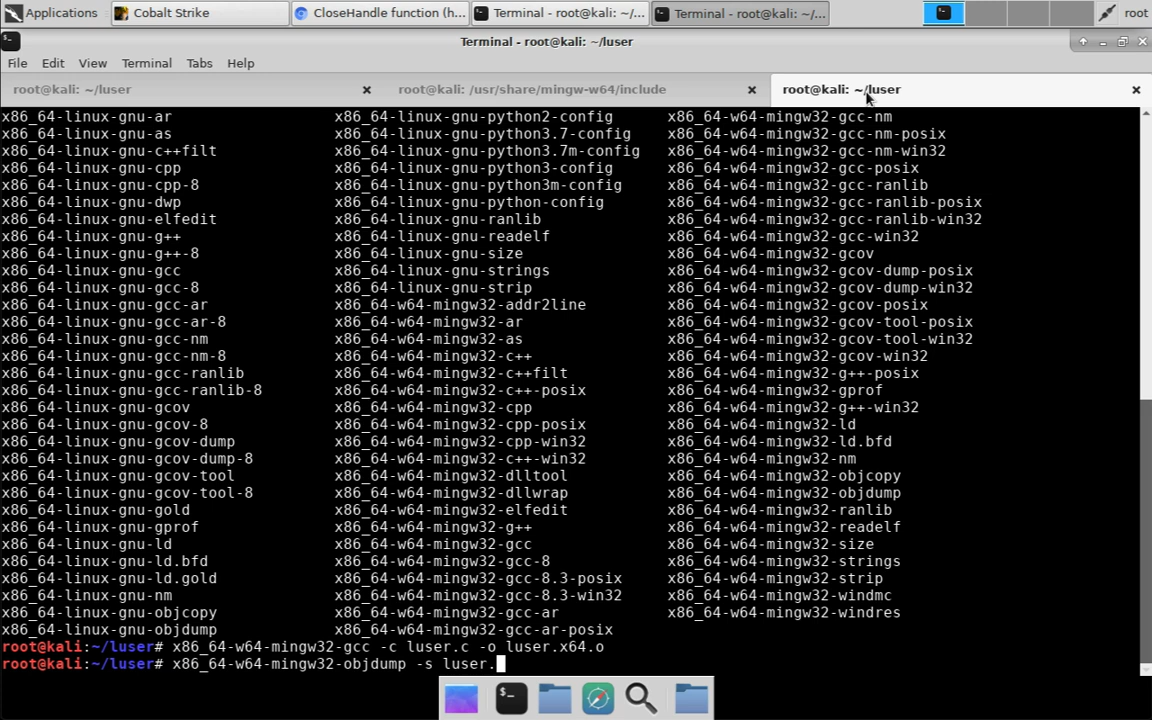 Applications
Cobalt Strike
CloseHandle function (h...
Terminal - root@kali: ~/...
Terminal - root@kali: ~/...
root
Terminal - root@kali: ~/luser
File Edit View Terminal Tabs Help
root@kali: ~/luser
root@kali: /usr/share/mingw-w64/include
root@kali: ~/luser
x86_64-linux-gnu-ar x86_64-linux-gnu-python2-config x86_64-w64-mingw32-gcc-nm
x86_64-linux-gnu-as x86_64-linux-gnu-python3.7-config x86_64-w64-mingw32-gcc-nm-posix
x86_64-linux-gnu-c++filt x86_64-linux-gnu-python3.7m-config x86_64-w64-mingw32-gcc-nm-win32
x86_64-linux-gnu-cpp x86_64-linux-gnu-python3-config x86_64-w64-mingw32-gcc-posix
x86_64-linux-gnu-cpp-8 x86_64-linux-gnu-python3m-config x86_64-w64-mingw32-gcc-ranlib
x86_64-linux-gnu-dwp x86_64-linux-gnu-python-config x86_64-w64-mingw32-gcc-ranlib-posix
x86_64-linux-gnu-elfedit x86_64-linux-gnu-ranlib x86_64-w64-mingw32-gcc-ranlib-win32
x86_64-linux-gnu-g++ x86_64-linux-gnu-readelf x86_64-w64-mingw32-gcc-win32
x86_64-linux-gnu-g++-8 x86_64-linux-gnu-size x86_64-w64-mingw32-gcov
x86_64-linux-gnu-gcc x86_64-linux-gnu-strings x86_64-w64-mingw32-gcov-dump-posix
x86_64-linux-gnu-gcc-8 x86_64-linux-gnu-strip x86_64-w64-mingw32-gcov-dump-win32
x86_64-linux-gnu-gcc-ar x86_64-w64-mingw32-addr2line x86_64-w64-mingw32-gcov-posix
x86_64-linux-gnu-gcc-ar-8 x86_64-w64-mingw32-ar x86_64-w64-mingw32-gcov-tool-posix
x86_64-linux-gnu-gcc-nm x86_64-w64-mingw32-as x86_64-w64-mingw32-gcov-tool-win32
x86_64-linux-gnu-gcc-nm-8 x86_64-w64-mingw32-c++ x86_64-w64-mingw32-gcov-win32
x86_64-linux-gnu-gcc-ranlib x86_64-w64-mingw32-c++filt x86_64-w64-mingw32-g++-posix
x86_64-linux-gnu-gcc-ranlib-8 x86_64-w64-mingw32-c++-posix x86_64-w64-mingw32-gprof
x86_64-linux-gnu-gcov x86_64-w64-mingw32-cpp x86_64-w64-mingw32-g++-win32
x86_64-linux-gnu-gcov-8 x86_64-w64-mingw32-cpp-posix x86_64-w64-mingw32-ld
x86_64-linux-gnu-gcov-dump x86_64-w64-mingw32-cpp-win32 x86_64-w64-mingw32-ld.bfd
x86_64-linux-gnu-gcov-dump-8 x86_64-w64-mingw32-c++-win32 x86_64-w64-mingw32-nm
x86_64-linux-gnu-gcov-tool x86_64-w64-mingw32-dlltool x86_64-w64-mingw32-objcopy
x86_64-linux-gnu-gcov-tool-8 x86_64-w64-mingw32-dllwrap x86_64-w64-mingw32-objdump
x86_64-linux-gnu-gold x86_64-w64-mingw32-elfedit x86_64-w64-mingw32-ranlib
x86_64-linux-gnu-gprof x86_64-w64-mingw32-g++ x86_64-w64-mingw32-readelf
x86_64-linux-gnu-ld x86_64-w64-mingw32-gcc x86_64-w64-mingw32-size
x86_64-linux-gnu-ld.bfd x86_64-w64-mingw32-gcc-8 x86_64-w64-mingw32-strings
x86_64-linux-gnu-ld.gold x86_64-w64-mingw32-gcc-8.3-posix x86_64-w64-mingw32-strip
x86_64-linux-gnu-nm x86_64-w64-mingw32-gcc-8.3-win32 x86_64-w64-mingw32-windmc
x86_64-linux-gnu-objcopy x86_64-w64-mingw32-gcc-ar x86_64-w64-mingw32-windres
x86_64-linux-gnu-objdump x86_64-w64-mingw32-gcc-ar-posix
root@kali:~/luser# x86_64-w64-mingw32-gcc -c luser.c -o luser.x64.o
root@kali:~/luser# x86_64-w64-mingw32-objdump -s luser.